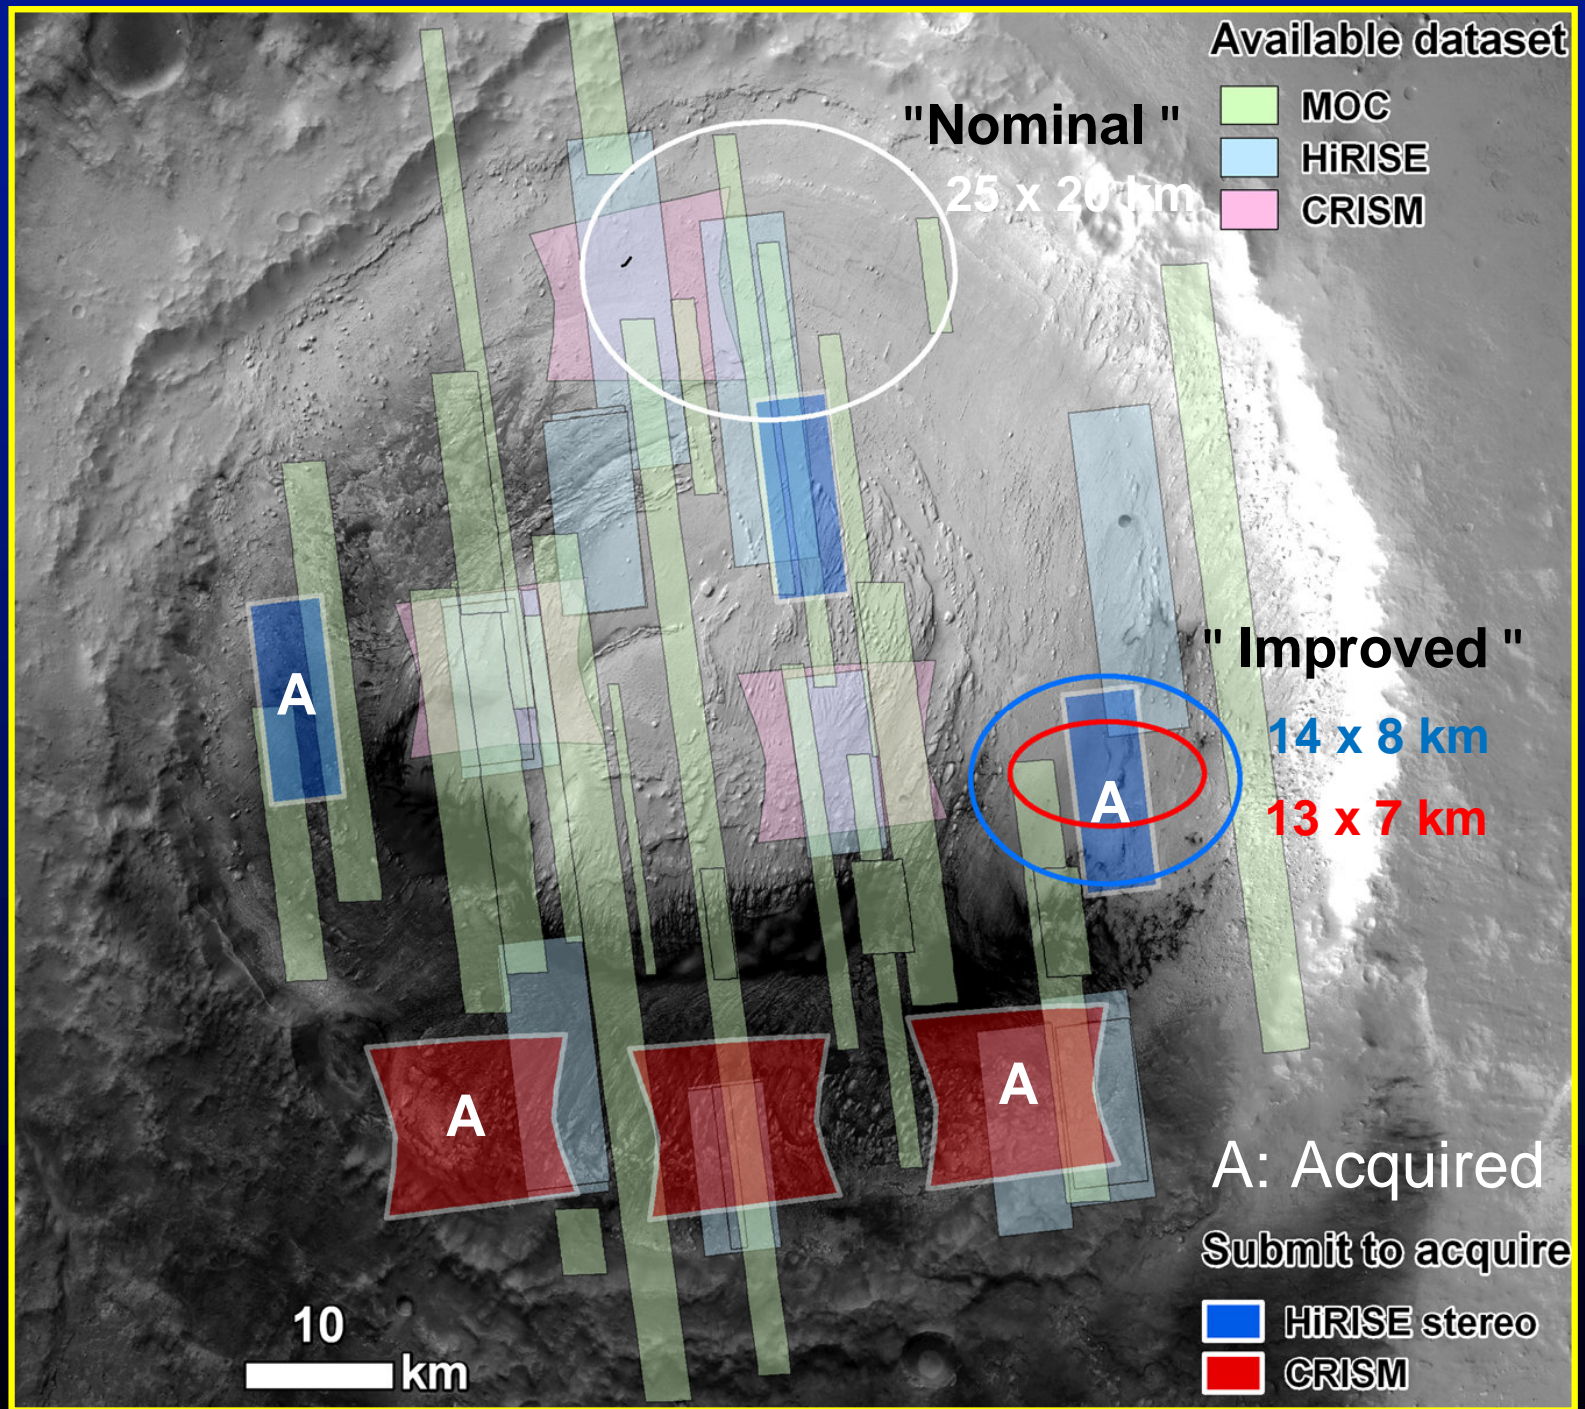 Available dataset
MOC
HiRISE
CRISM
"Nominal "
25 x 20 km
" Improved "
14 x 8 km
13 x 7 km
A
A
A
A
A: Acquired
Submit to acquire
HiRISE stereo
CRISM
10
km